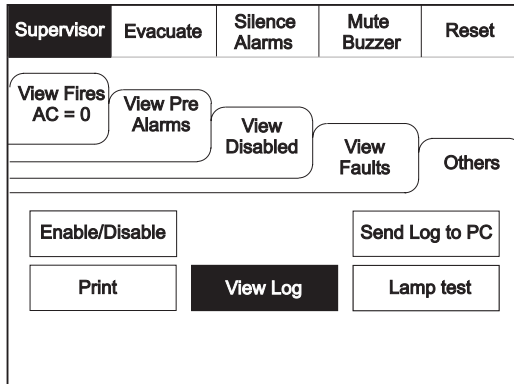 Supervisor
Evacuate
Silence
Alarms
Mute
Buzzer
Reset
View Fires
AC = 0
View Pre
Alarms
View
Disabled
View
Faults
Others
Enable/Disable
Send Log to PC
Print
View Log
Lamp test